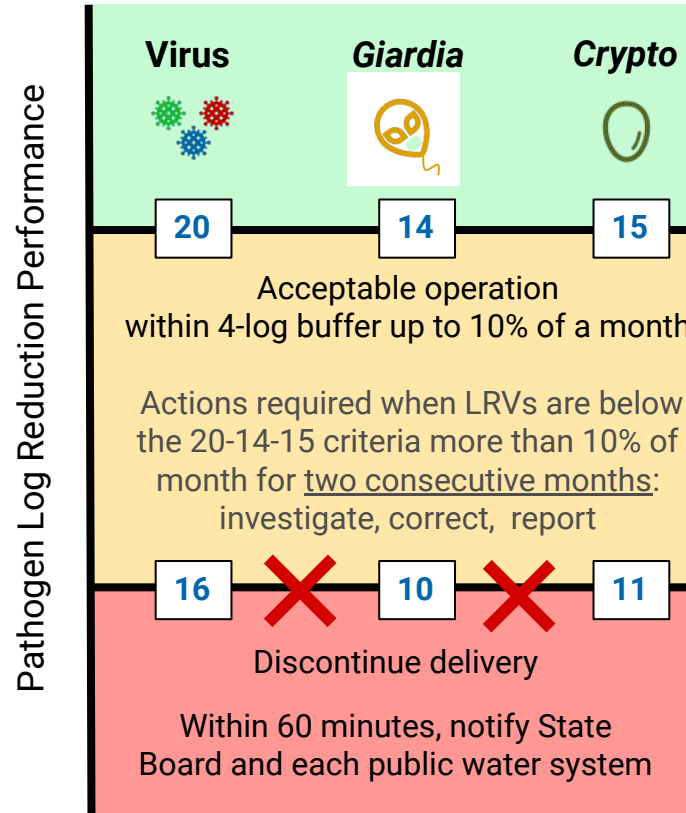 Pathogen Log Reduction Performance
Virus
Giardia
Crypto
20
14
15
Acceptable operation
within 4-log buffer up to 10% of a month
Actions required when LRVs are below
the 20-14-15 criteria more than 10% of
month for two consecutive months:
investigate, correct, report
16
10
11
Discontinue delivery
Within 60 minutes, notify State
Board and each public water system